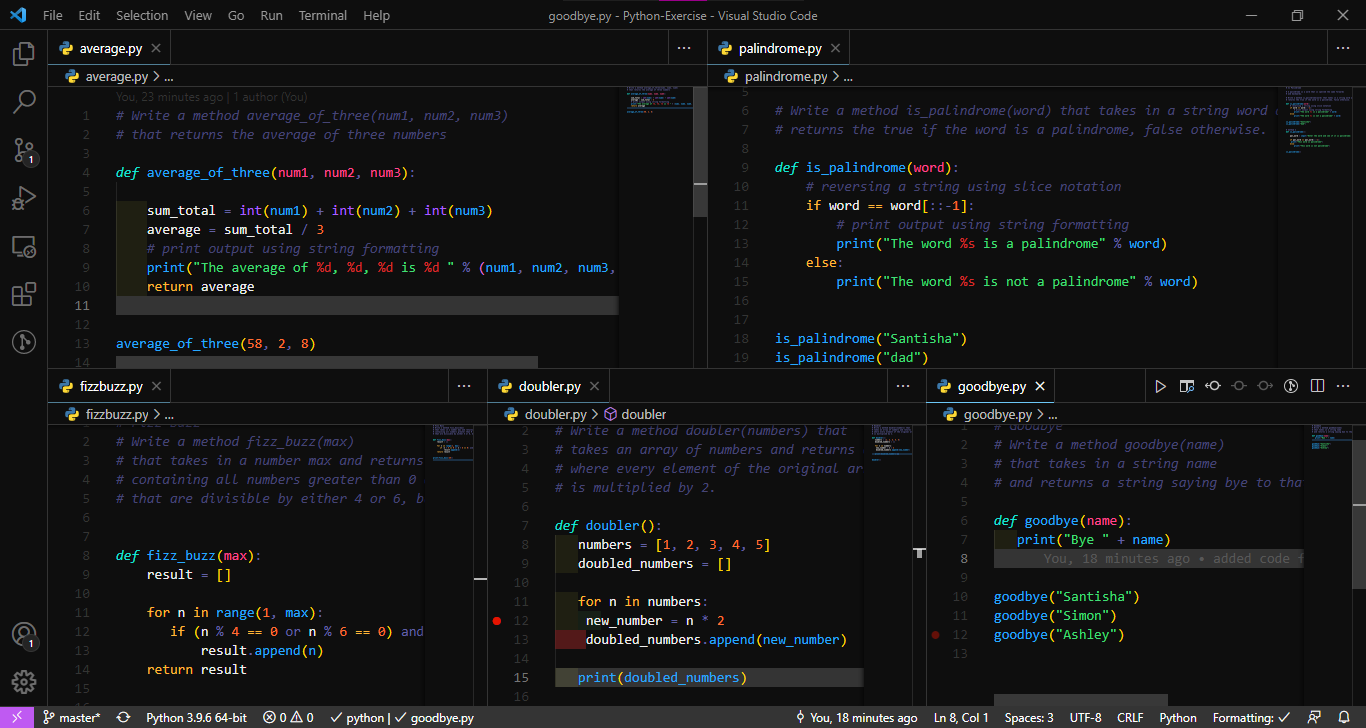 File Edit Selection View Go Run Terminal Help goodbye.py - Python-Exercise - Visual Studio Code
average.py
average.py > ...
You, 23 minutes ago | 1 author (You)
1 # Write a method average_of_three(num1, num2, num3)
2 # that returns the average of three numbers
3
4 def average_of_three(num1, num2, num3):
5
6 sum_total = int(num1) + int(num2) + int(num3)
7 average = sum_total / 3
8 # print output using string formatting
9 print("The average of %d, %d, %d is %d " % (num1, num2, num3,
10 return average
11
12
13 average_of_three(58, 2, 8)
14
palindrome.py
palindrome.py > ...
5
6 # Write a method is_palindrome(word) that takes in a string word
7 # returns the true if the word is a palindrome, false otherwise.
8
9 def is_palindrome(word):
10 # reversing a string using slice notation
11 if word == word[::-1]:
12 # print output using string formatting
13 print("The word %s is a palindrome" % word)
14 else:
15 print("The word %s is not a palindrome" % word)
16
17
18 is_palindrome("Santisha")
19 is_palindrome("dad")
fizzbuzz.py
fizzbuzz.py > ...
2 # Write a method fizz_buzz(max)
3 # that takes in a number max and returns
4 # containing all numbers greater than 0
5 # that are divisible by either 4 or 6, b
6
7
8 def fizz_buzz(max):
9 result = []
10
11 for n in range(1, max):
12 if (n % 4 == 0 or n % 6 == 0) and
13 result.append(n)
14 return result
15
doubler.py
doubler.py > doubler
2 # Write a method doubler(numbers) that
3 # takes an array of numbers and returns
4 # where every element of the original ar
5 # is multiplied by 2.
6
7 def doubler():
8 numbers = [1, 2, 3, 4, 5]
9 doubled_numbers = []
10
11 for n in numbers:
12 new_number = n * 2
13 doubled_numbers.append(new_number)
14
15 print(doubled_numbers)
16
goodbye.py
goodbye.py > ...
1 # Goodbye
2 # Write a method goodbye(name)
3 # that takes in a string name
4 # and returns a string saying bye to tha
5
6 def goodbye(name):
7 print("Bye " + name)
8 You, 18 minutes ago • added code f
9
10 goodbye("Santisha")
11 goodbye("Simon")
12 goodbye("Ashley")
13
1
1
master* Python 3.9.6 64-bit 0 0 python | goodbye.py You, 18 minutes ago Ln 8, Col 1 Spaces: 3 UTF-8 CRLF Python Formatting: